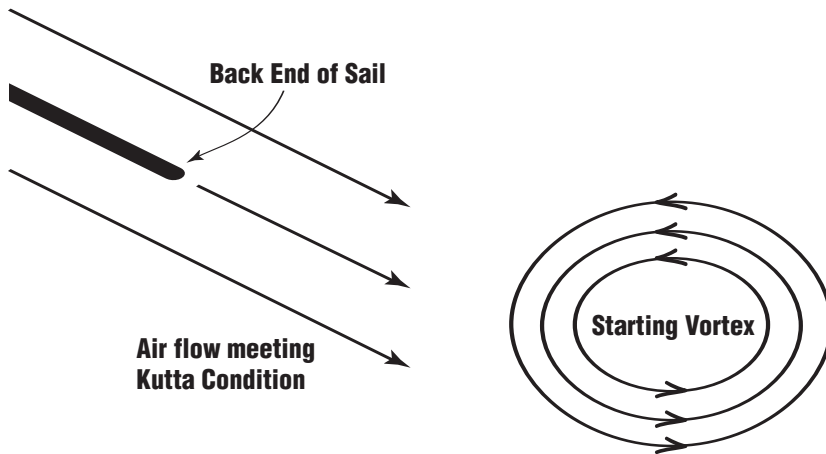 Back End of Sail
Starting Vortex
Air flow meeting
Kutta Condition